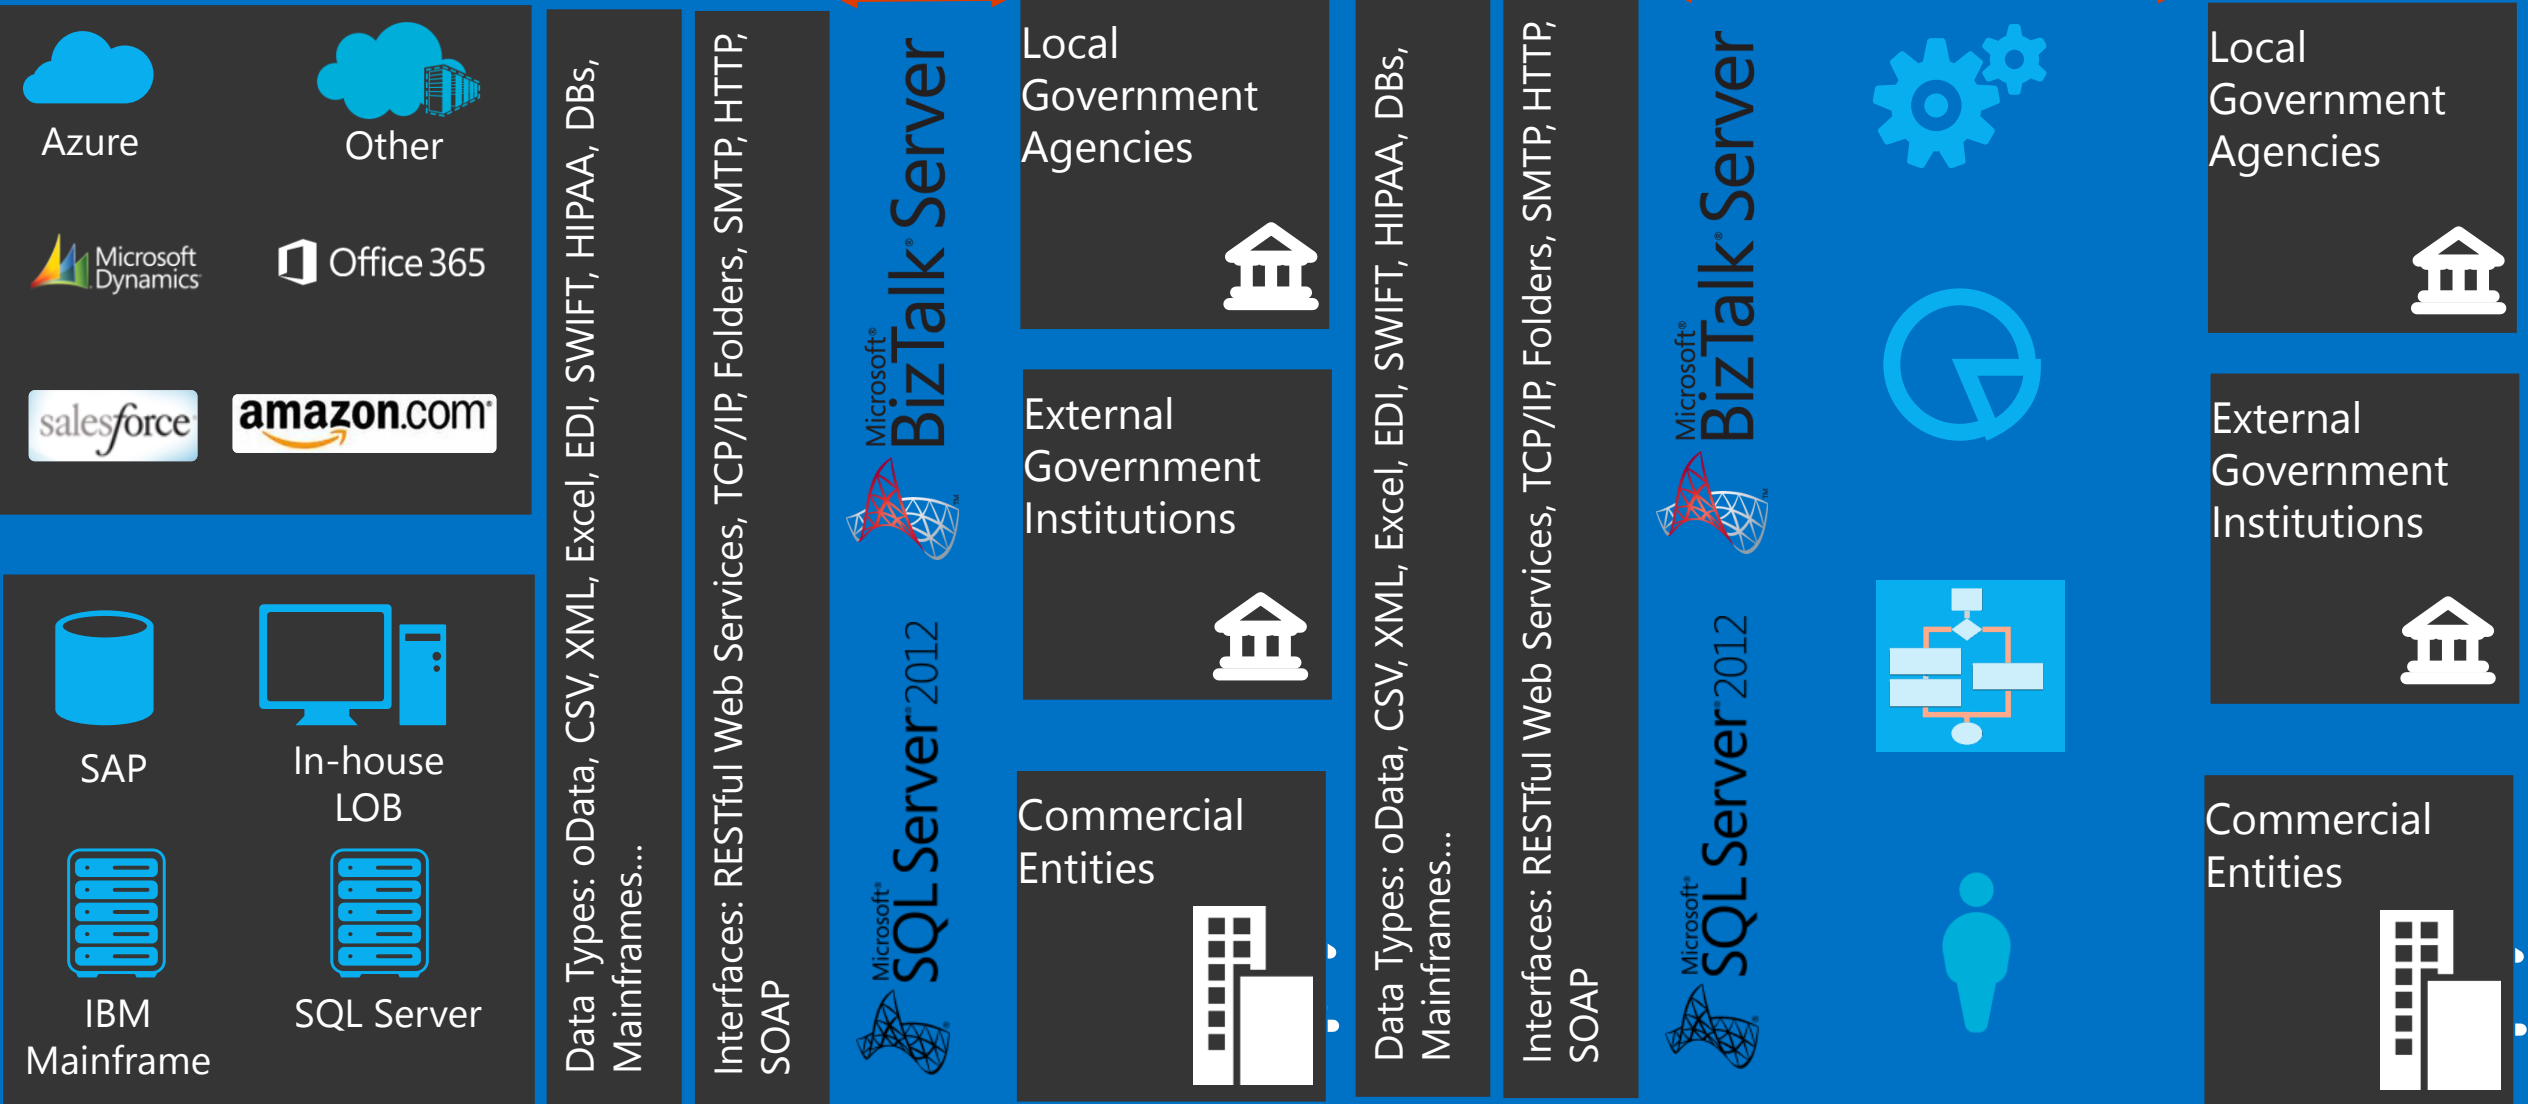 Azure
Other
Microsoft
Dynamics
Office 365
salesforce
amazon.com
SAP
In-house
LOB
IBM
Mainframe
SQL Server
Data Types: oData, CSV, XML, Excel, EDI, SWIFT, HIPAA, DBs,
Mainframes...
Interfaces: RESTful Web Services, TCP/IP, Folders, SMTP, HTTP,
SOAP
Microsoft®
BizTalk® Server
Microsoft®
SQL Server® 2012
Local
Government
Agencies
External
Government
Institutions
Commercial
Entities
Data Types: oData, CSV, XML, Excel, EDI, SWIFT, HIPAA, DBs,
Mainframes...
Interfaces: RESTful Web Services, TCP/IP, Folders, SMTP, HTTP,
SOAP
Microsoft®
BizTalk® Server
Microsoft®
SQL Server® 2012
Local
Government
Agencies
External
Government
Institutions
Commercial
Entities